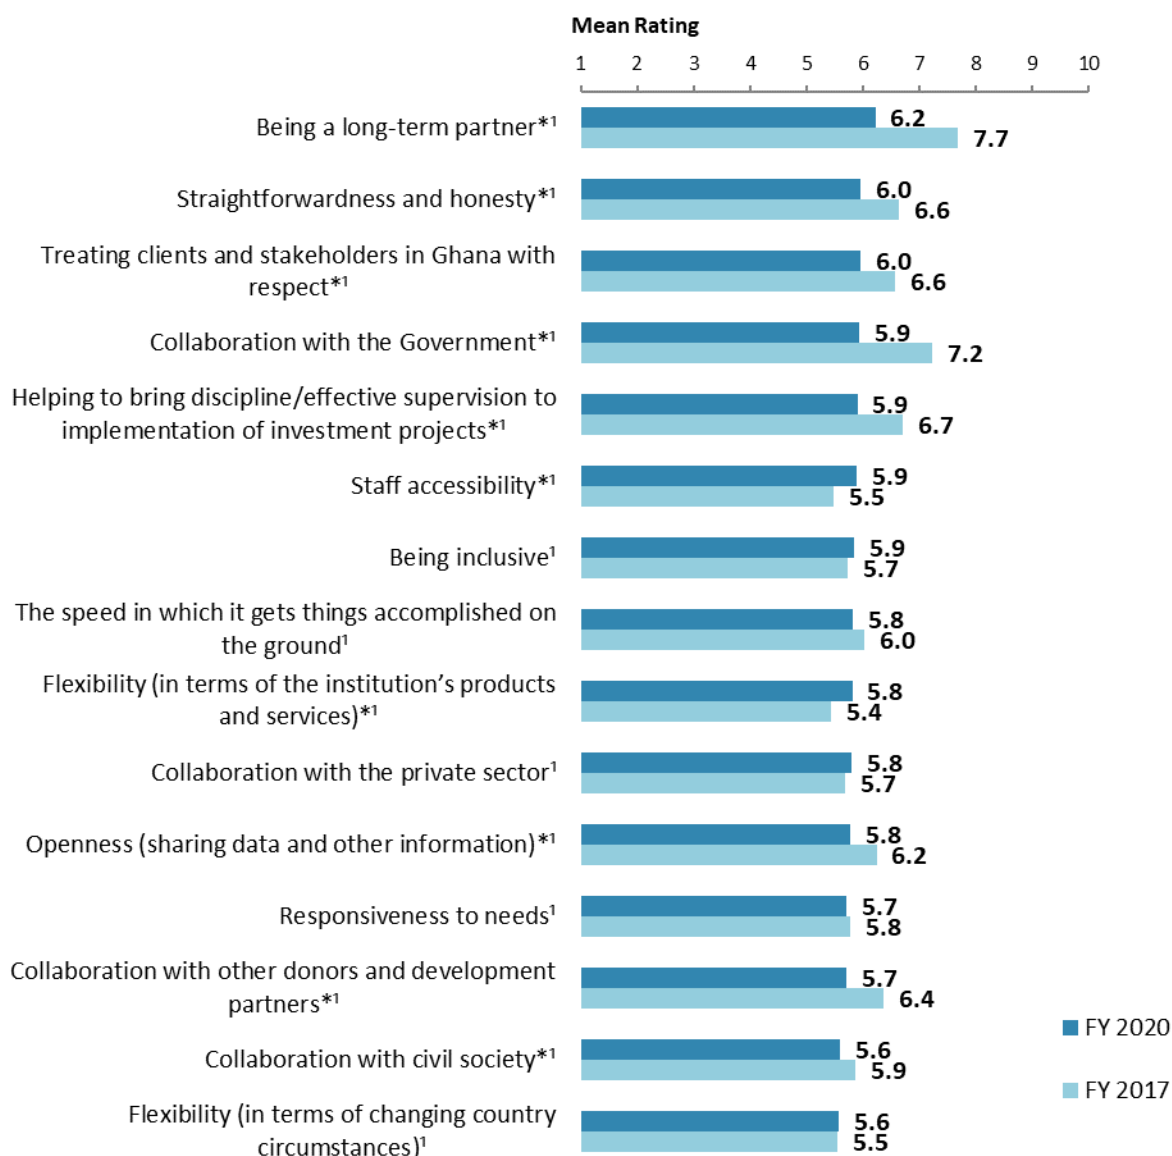 Mean Rating
1 2 3 4 5 6 7 8 9 10
Being a long-term partner*¹
6.2
7.7
Straightforwardness and honesty*¹
6.0
6.6
Treating clients and stakeholders in Ghana with
respect*¹
6.0
6.6
Collaboration with the Government*¹
5.9
7.2
Helping to bring discipline/effective supervision to
implementation of investment projects*¹
5.9
6.7
Staff accessibility*¹
5.9
5.5
Being inclusive¹
5.9
5.7
The speed in which it gets things accomplished on
the ground¹
5.8
6.0
Flexibility (in terms of the institution’s products
and services)*¹
5.8
5.4
Collaboration with the private sector¹
5.8
5.7
Openness (sharing data and other information)*¹
5.8
6.2
Responsiveness to needs¹
5.7
5.8
Collaboration with other donors and development
partners*¹
5.7
6.4
Collaboration with civil society*¹
5.6
5.9
Flexibility (in terms of changing country
circumstances)¹
5.6
5.5
FY 2020
FY 2017